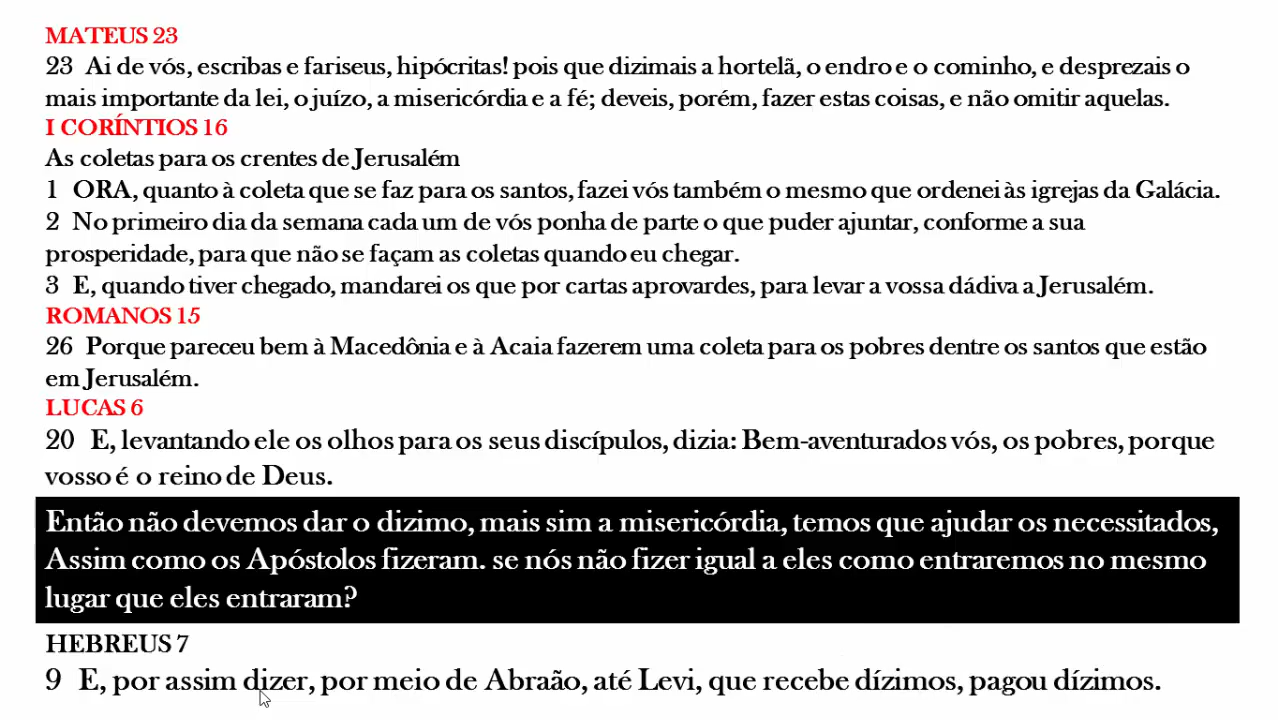 MATEUS 23
23 Ai de vós, escribas e fariseus, hipócritas! pois que dizimais a hortelã, o endro e o cominho, e desprezais o
mais importante da lei, o juízo, a misericórdia e a fé; deveis, porém, fazer estas coisas, e não omitir aquelas.
I CORÍNTIOS 16
As coletas para os crentes de Jerusalém
1 ORA, quanto à coleta que se faz para os santos, fazei vós também o mesmo que ordenei às igrejas da Galácia.
2 No primeiro dia da semana cada um de vós ponha de parte o que puder ajuntar, conforme a sua
prosperidade, para que não se façam as coletas quando eu chegar.
3 E, quando tiver chegado, mandarei os que por cartas aprovardes, para levar a vossa dádiva a Jerusalém.
ROMANOS 15
26 Porque pareceu bem à Macedônia e à Acaia fazerem uma coleta para os pobres dentre os santos que estão
em Jerusalém.
LUCAS 6
20 E, levantando ele os olhos para os seus discípulos, dizia: Bem-aventurados vós, os pobres, porque
vosso é o reino de Deus.
Então não devemos dar o dizimo, mais sim a misericórdia, temos que ajudar os necessitados,
Assim como os Apóstolos fizeram. se nós não fizer igual a eles como entraremos no mesmo
lugar que eles entraram?
HEBREUS 7
9 E, por assim dizer, por meio de Abraão, até Levi, que recebe dízimos, pagou dízimos.